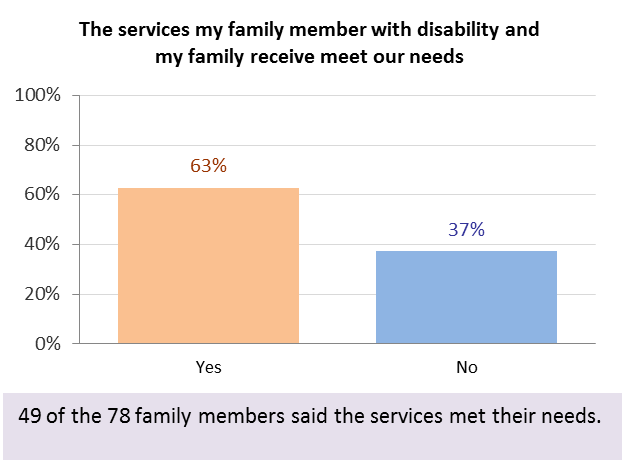 The services my family member with disability and
my family receive meet our needs
100%
80%
63%
60%
40%
37%
20%
0%
Yes No
49 of the 78 family members said the services met their needs.